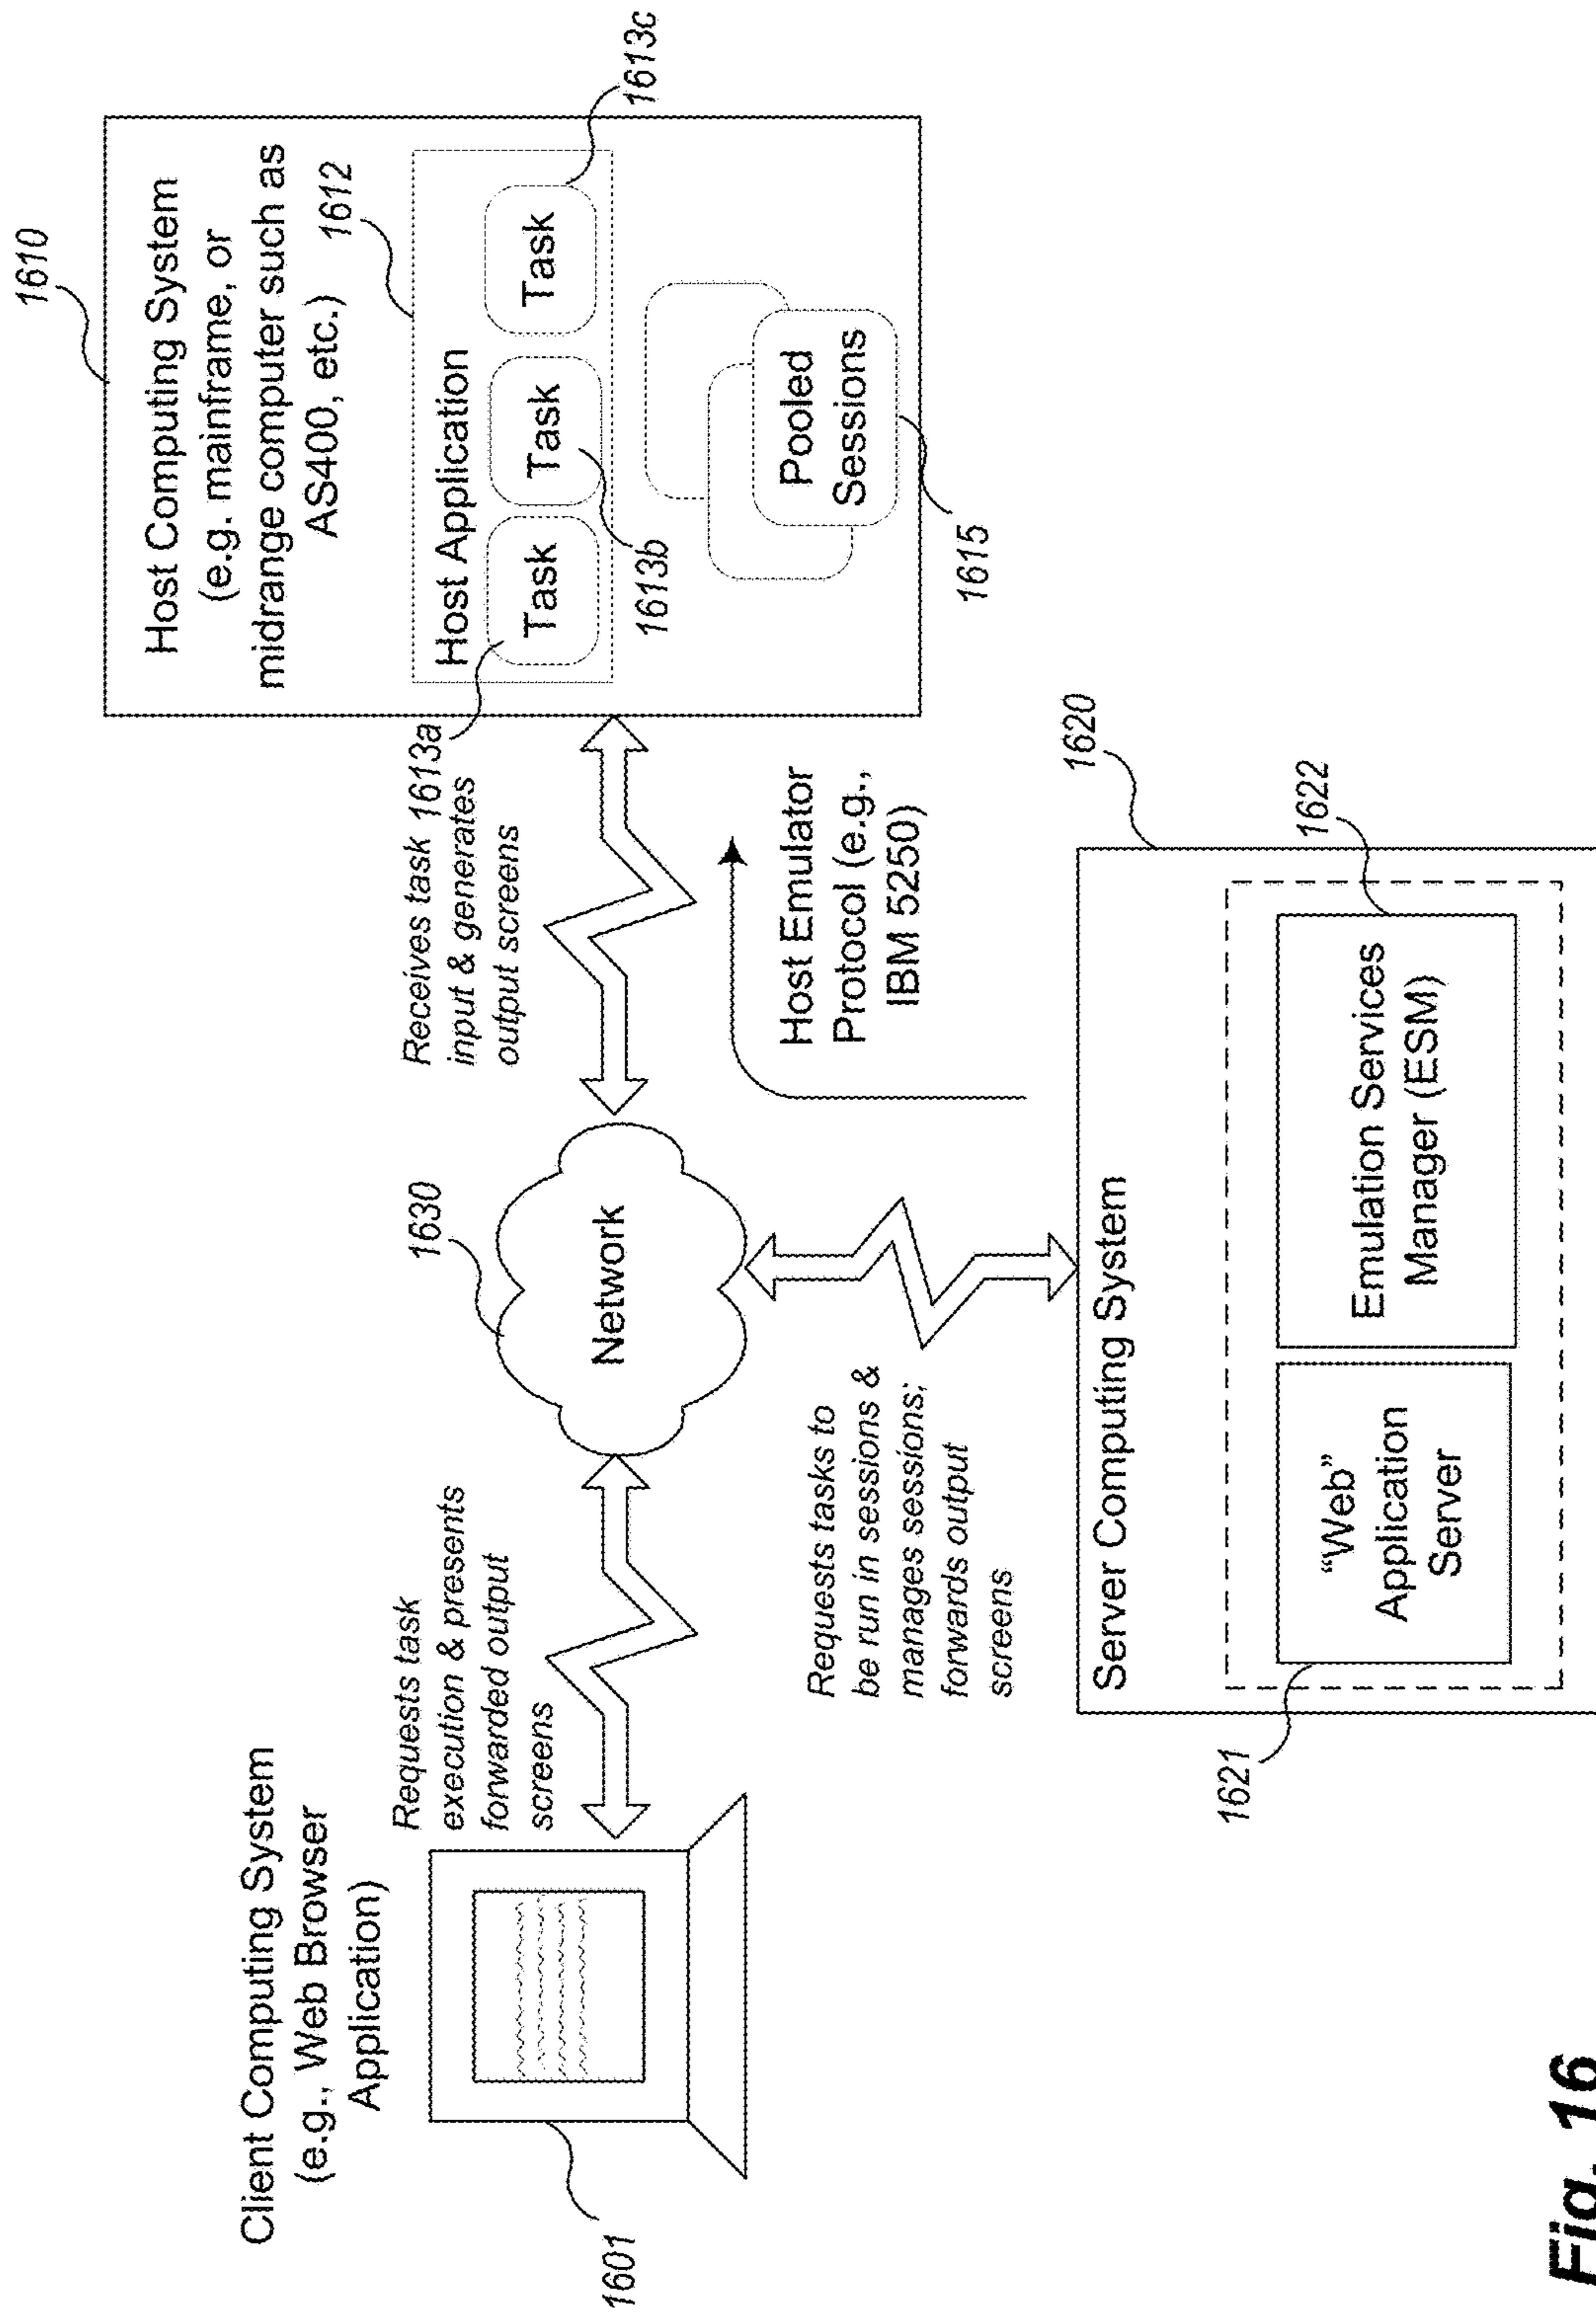 Client Computing System
(e.g., Web Browser
Application)
1601
Requests task
execution & presents
forwarded output
screens
1630
Network
Receives task
input & generates
output screens
1610
Host Computing System
(e.g. mainframe, or
midrange computer such as
AS400, etc.)
1612
Host Application
Task
Task
Task
1613a
1613b
1613c
Pooled
Sessions
1615
Host Emulator
Protocol (e.g.,
IBM 5250)
Requests tasks to
be run in sessions &
manages sessions;
forwards output
screens
1620
Server Computing System
1621
“Web”
Application
Server
1622
Emulation Services
Manager (ESM)
Fig. 16